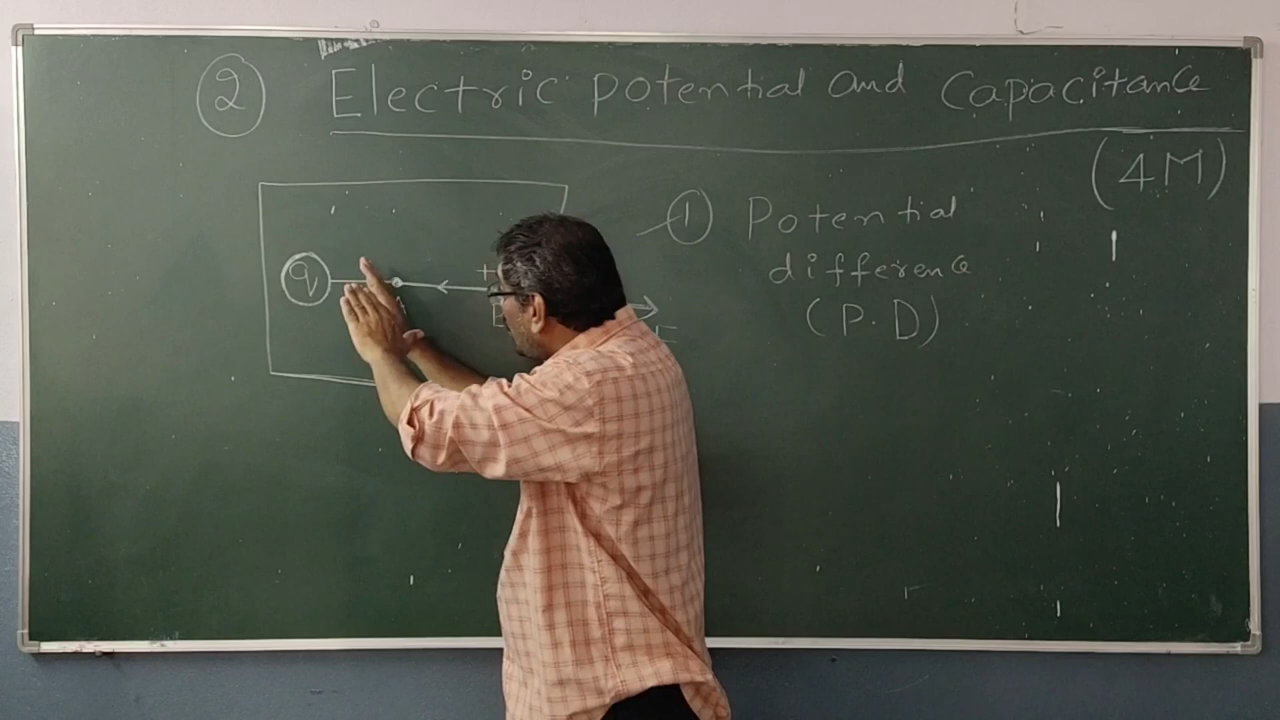 2 Electric potential and Capacitance
(4M)
1 Potential
difference
(P.D)
q
+
E